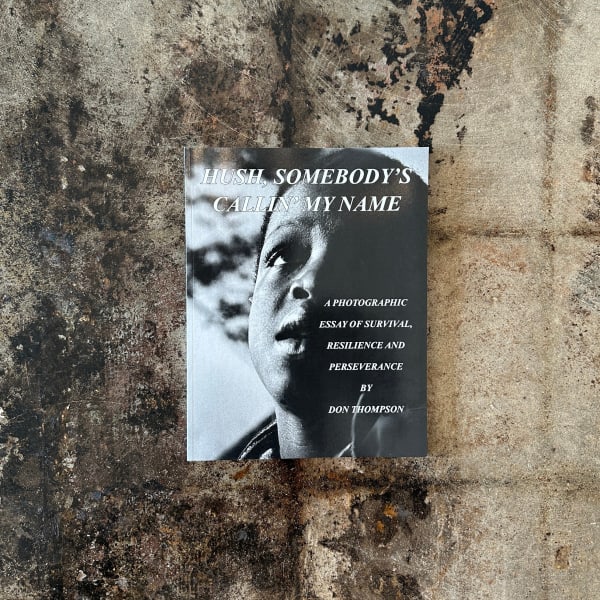 HUSH, SOMEBODY'S
CALLIN' MY NAME
A PHOTOGRAPHIC
ESSAY OF SURVIVAL,
RESILIENCE AND
PERSEVERANCE
BY
DON THOMPSON